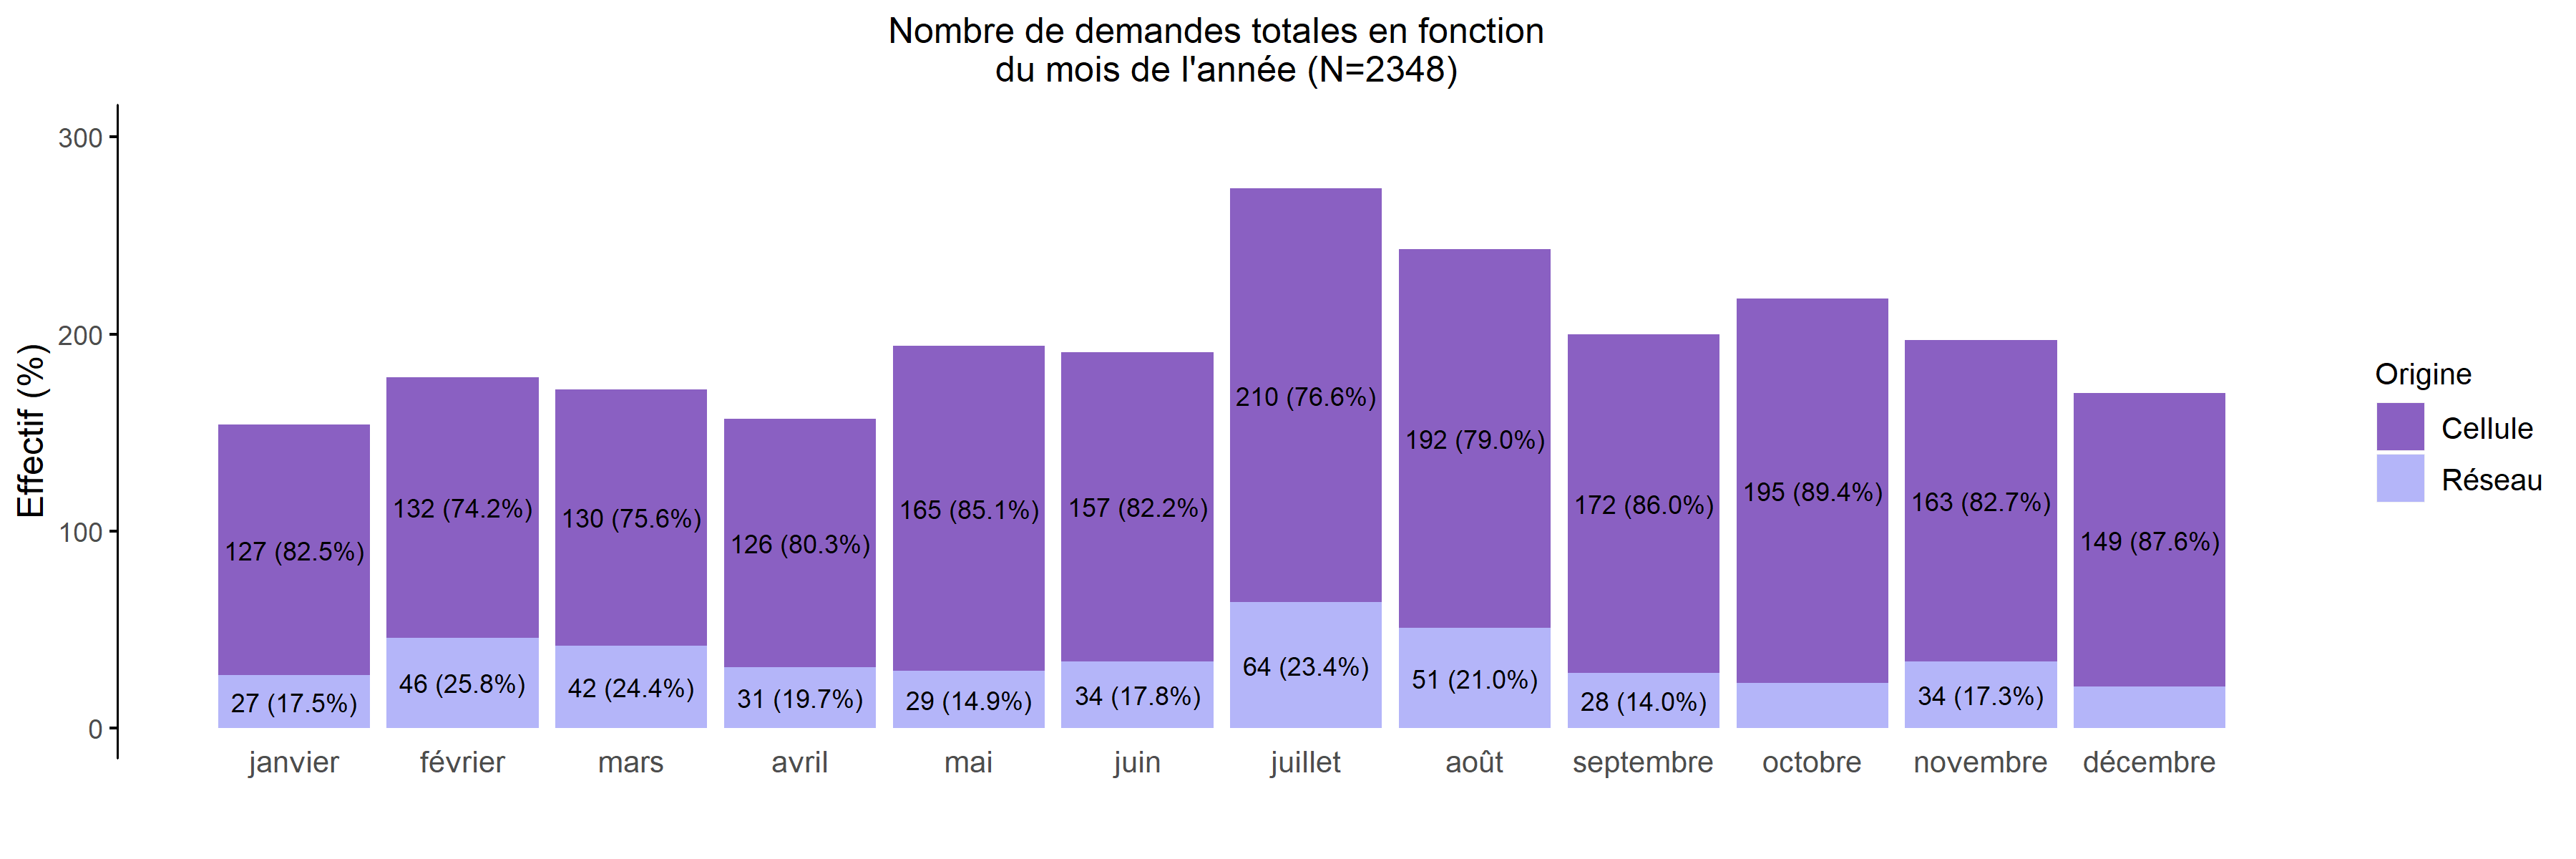 Nombre de demandes totales en fonction
du mois de l'année (N=2348)
Effectif (%)
300
200
100
0
210 (76.6%)
192 (79.0%)
132 (74.2%)
130 (75.6%)
165 (85.1%)
157 (82.2%)
172 (86.0%)
195 (89.4%)
163 (82.7%)
127 (82.5%)
126 (80.3%)
149 (87.6%)
27 (17.5%)
46 (25.8%)
42 (24.4%)
31 (19.7%)
29 (14.9%)
34 (17.8%)
64 (23.4%)
51 (21.0%)
28 (14.0%)
34 (17.3%)
janvier
février
mars
avril
mai
juin
juillet
août
septembre
octobre
novembre
décembre
Origine
Cellule
Réseau